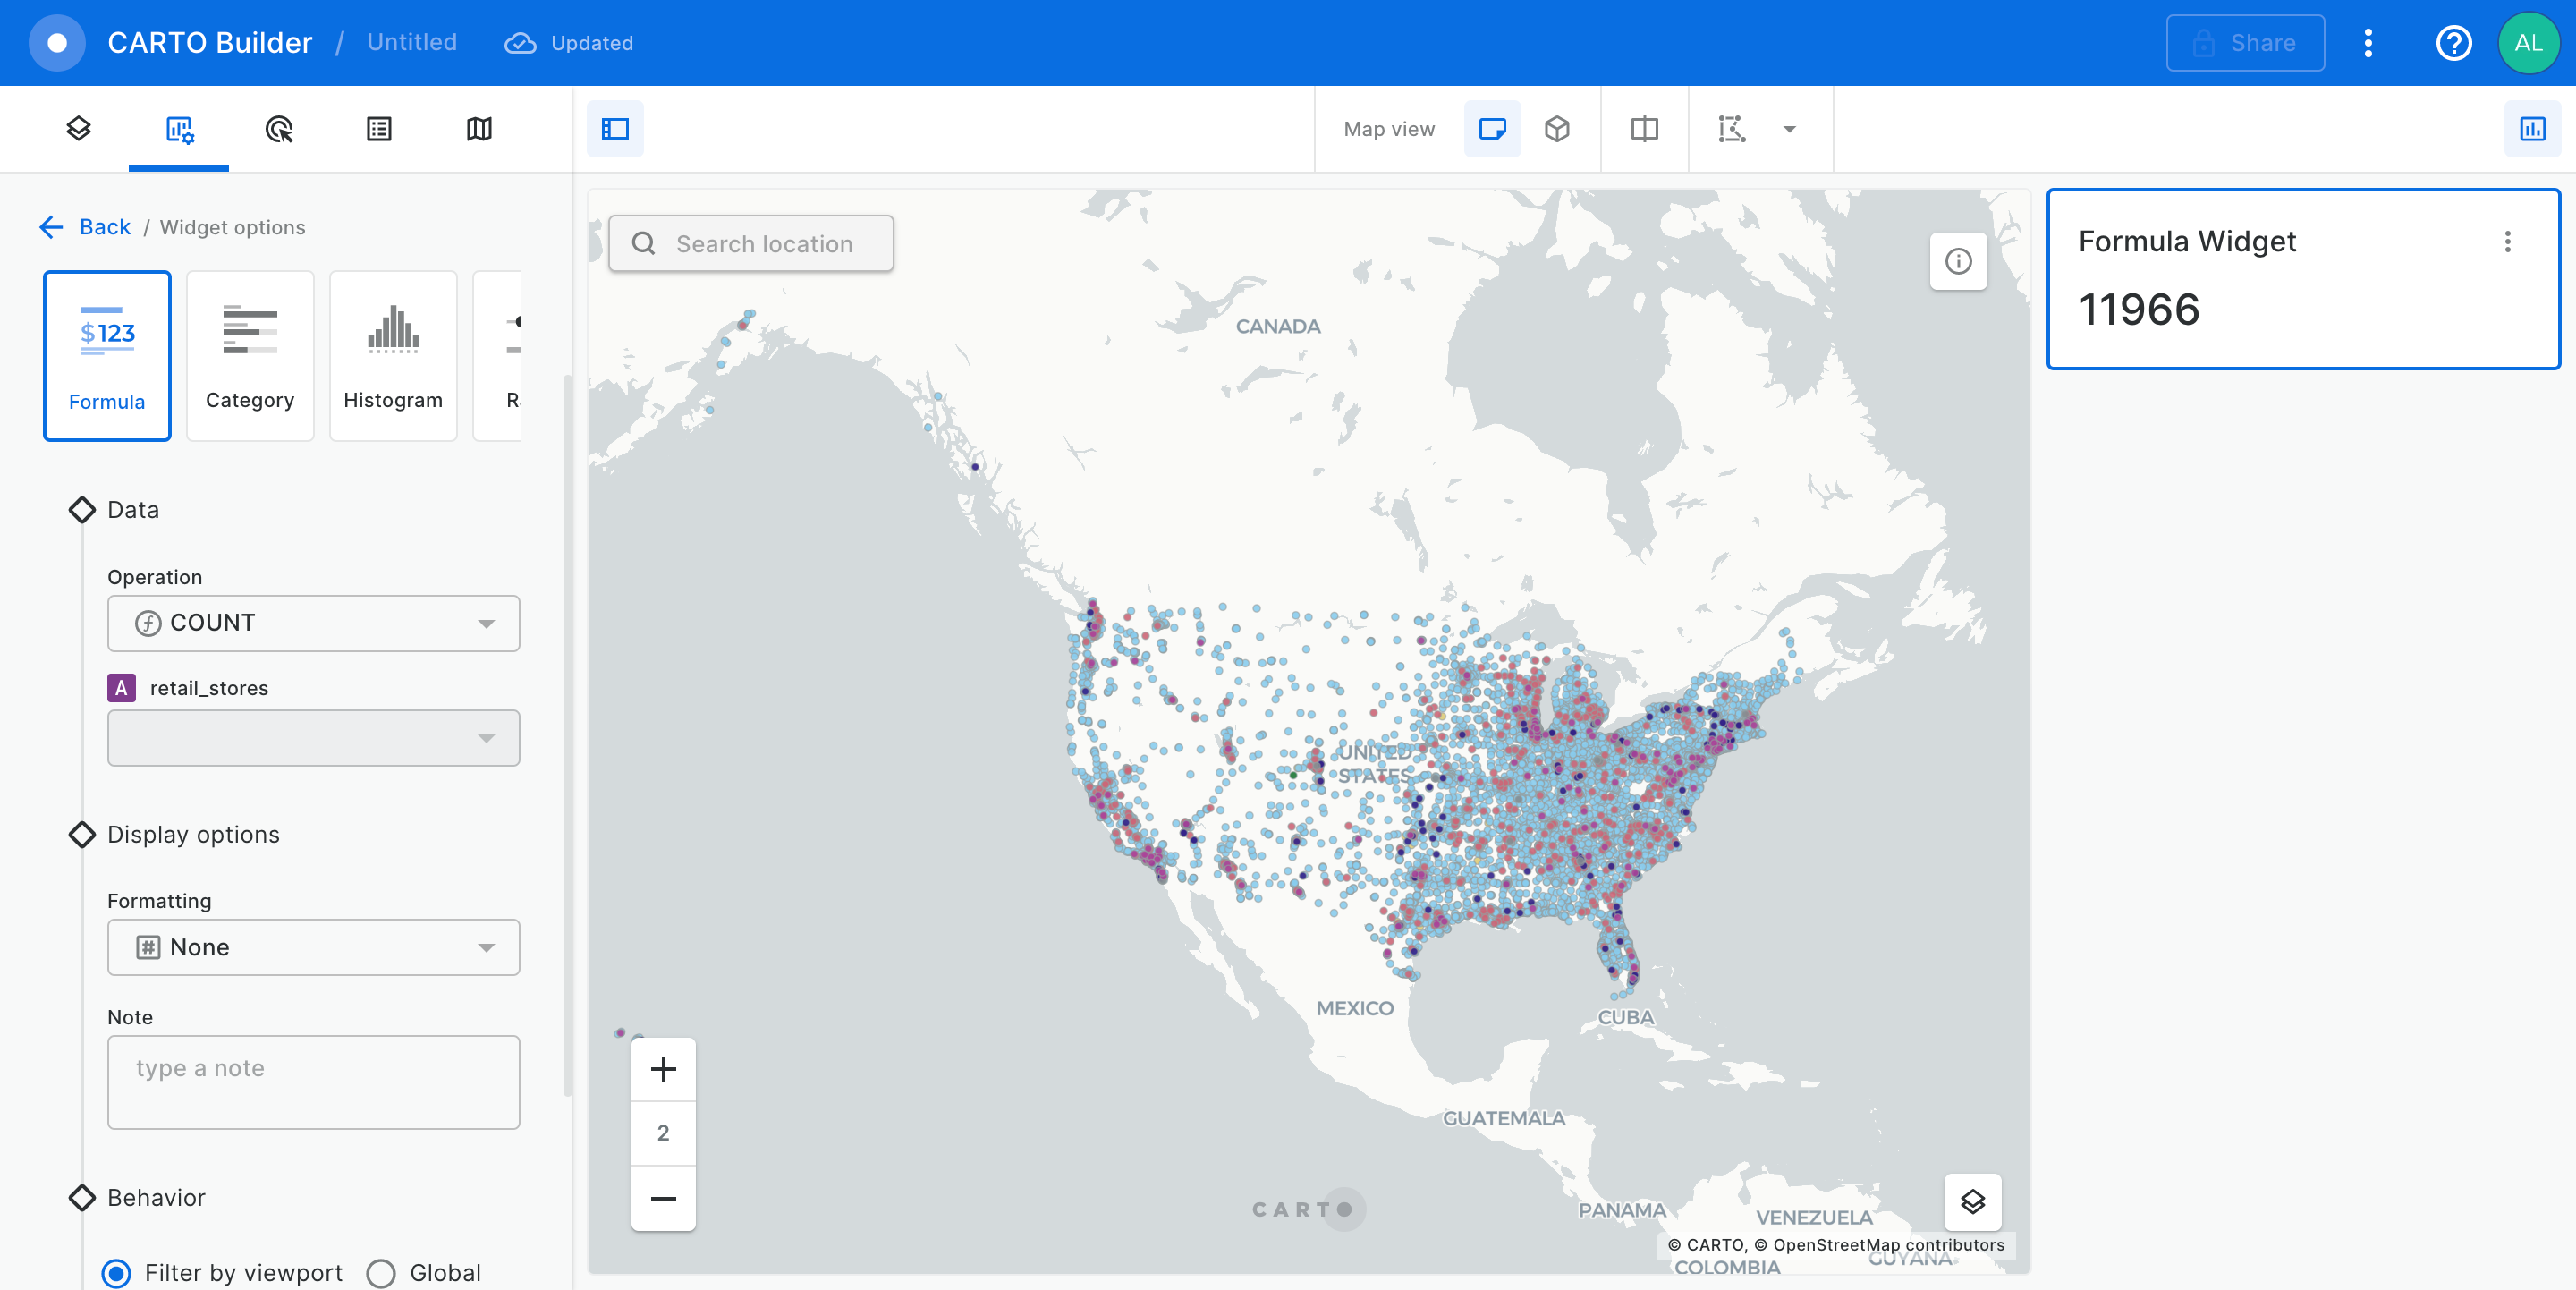 CARTO Builder / Untitled Updated Share AL
Map view
Back / Widget options
$123
Formula
Category
Histogram
Data
Operation
COUNT
A retail_stores
Display options
Formatting
None
Note
type a note
Behavior
Filter by viewport Global
Search location
CANADA
UNITED
STATES
MEXICO
CUBA
GUATEMALA
PANAMA
VENEZUELA
GUYANA
COLOMBIA
2
CARTO
© CARTO, © OpenStreetMap contributors
Formula Widget
11966